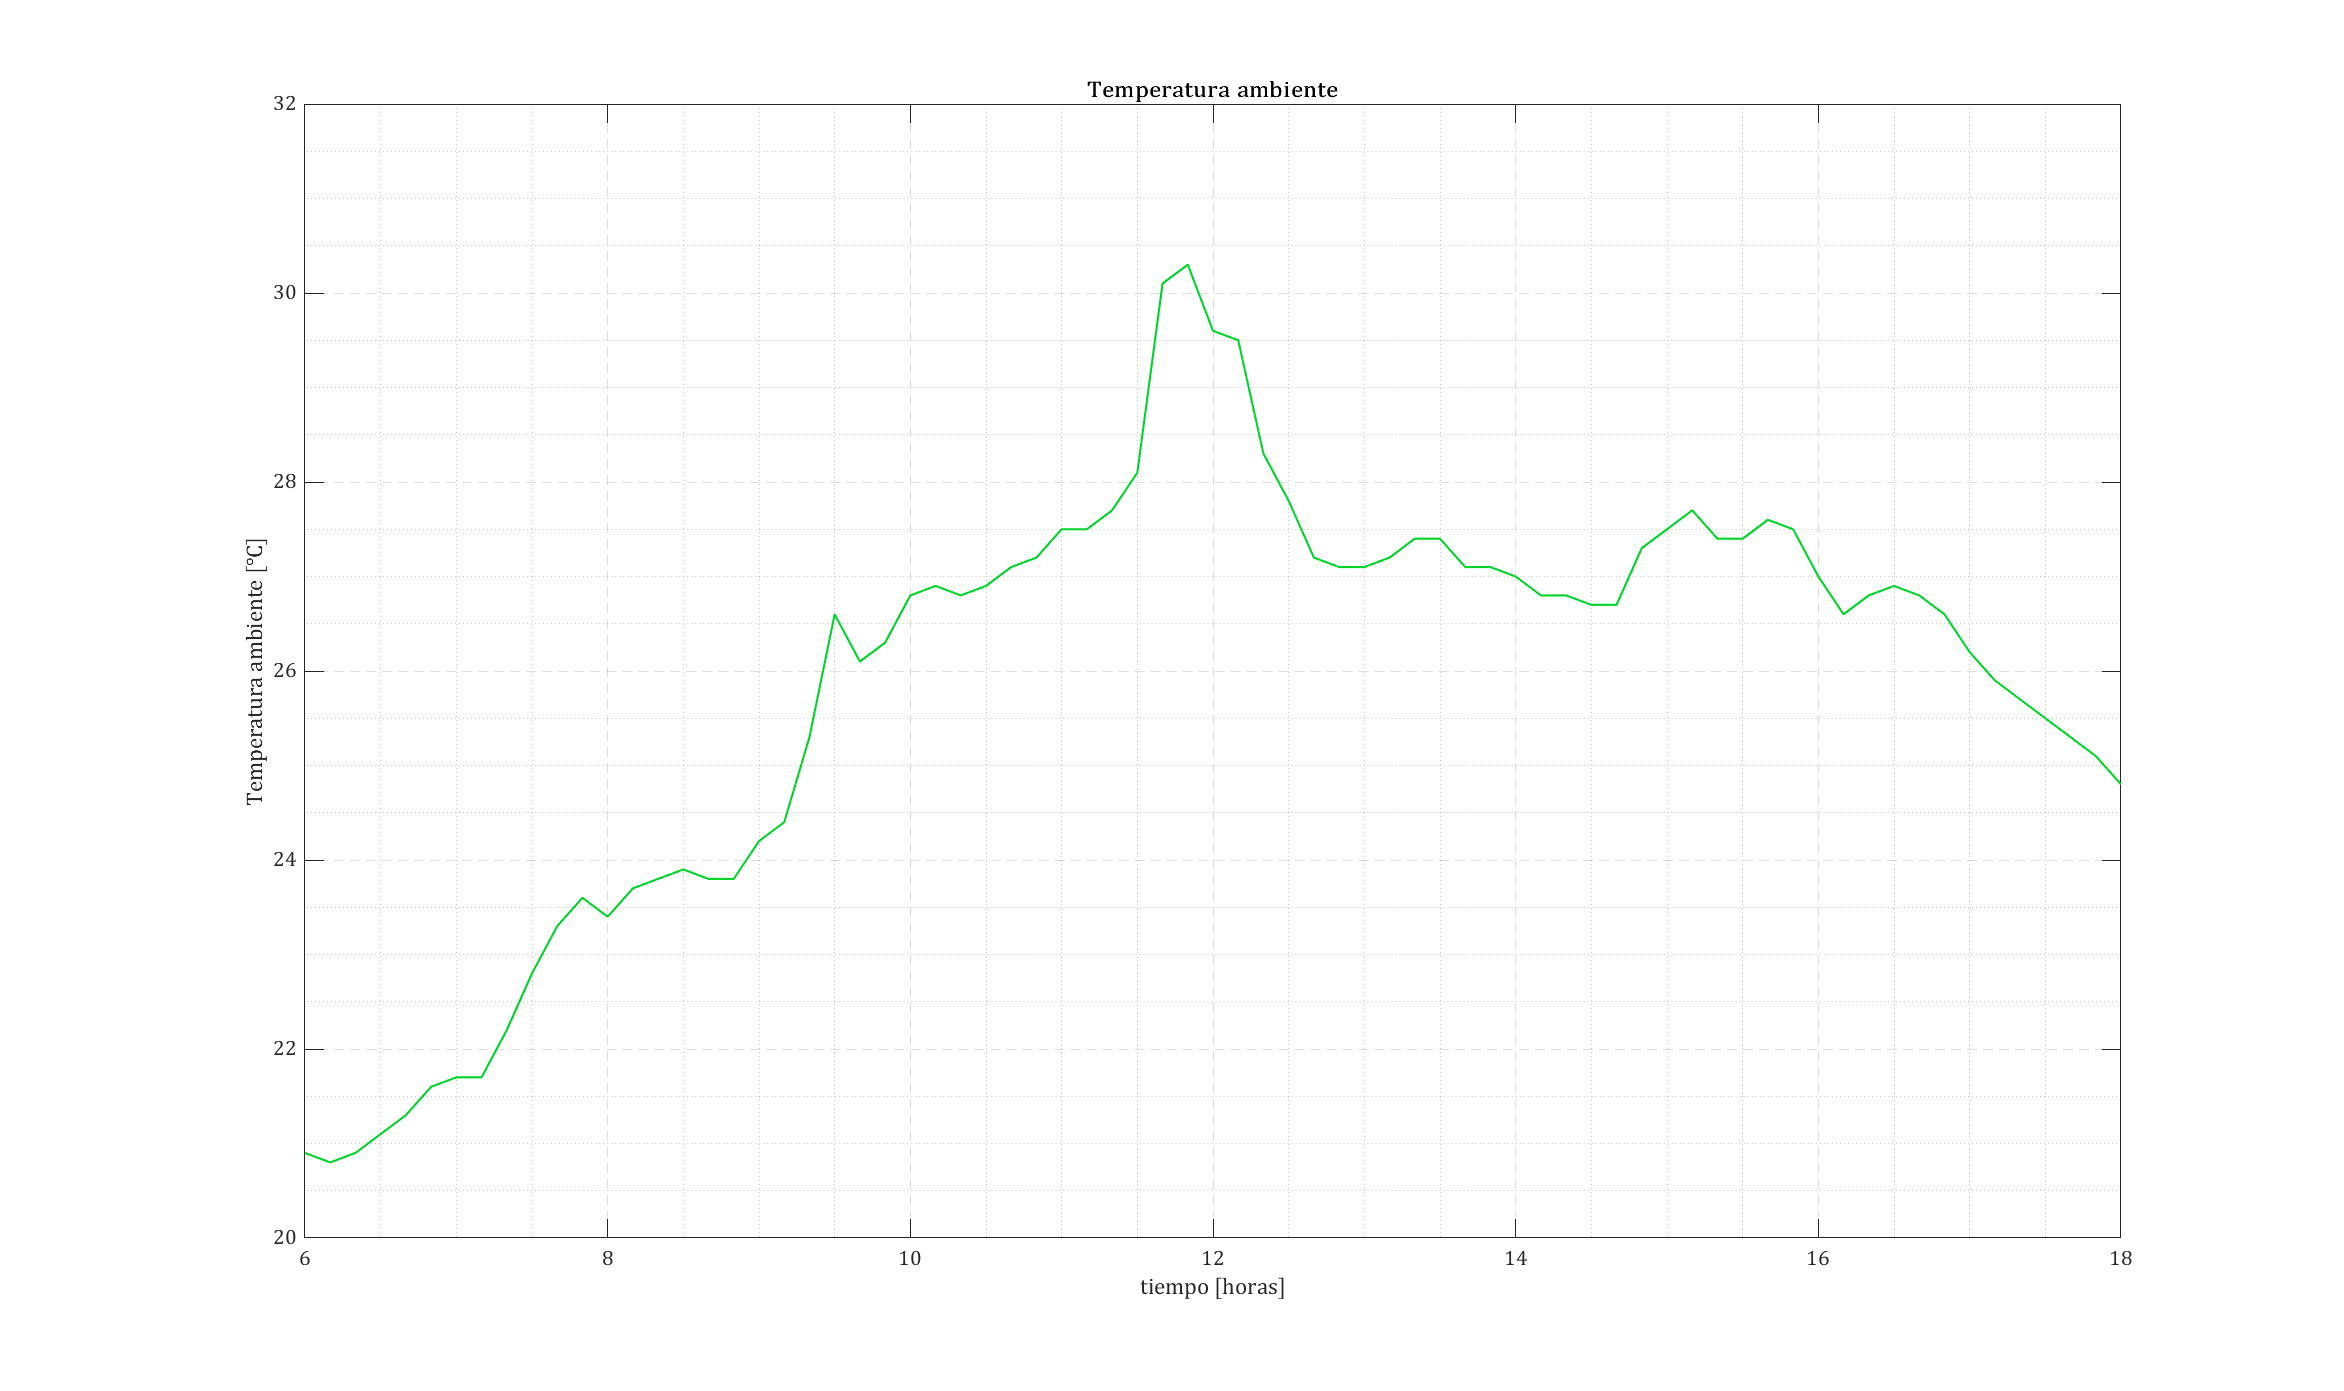 Temperatura ambiente
32
30
28
26
24
22
20
Temperatura ambiente [°C]
6 8 10 12 14 16 18
tiempo [horas]